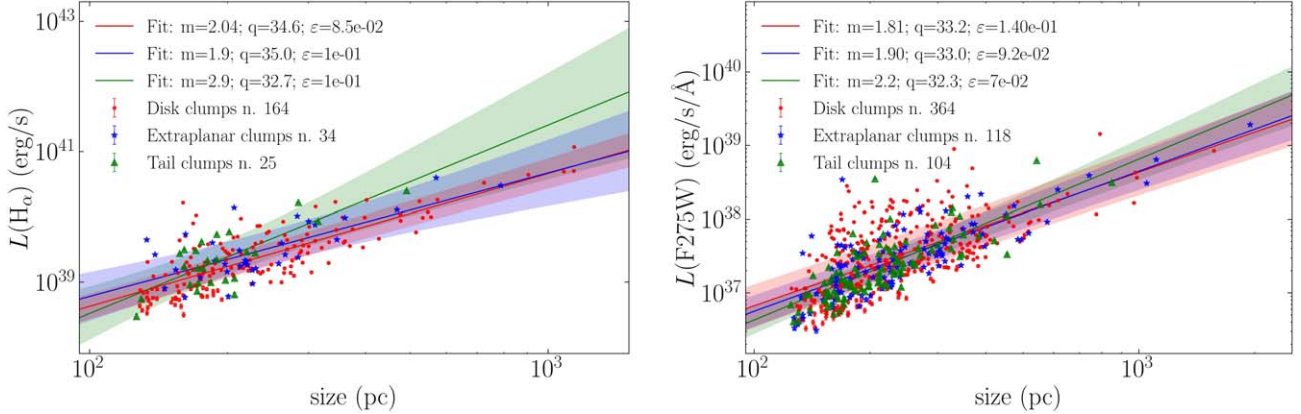 10^43
10^41
10^39
L(Hα) (erg/s)
Fit: m=2.04; q=34.6; ε=8.5e-02
Fit: m=1.9; q=35.0; ε=1e-01
Fit: m=2.9; q=32.7; ε=1e-01
Disk clumps n. 164
Extraplanar clumps n. 34
Tail clumps n. 25
10^2
10^3
size (pc)
10^40
10^39
10^38
10^37
L(F275W) (erg/s/Å)
Fit: m=1.81; q=33.2; ε=1.40e-01
Fit: m=1.90; q=33.0; ε=9.2e-02
Fit: m=2.2; q=32.3; ε=7e-02
Disk clumps n. 364
Extraplanar clumps n. 118
Tail clumps n. 104
10^2
10^3
size (pc)